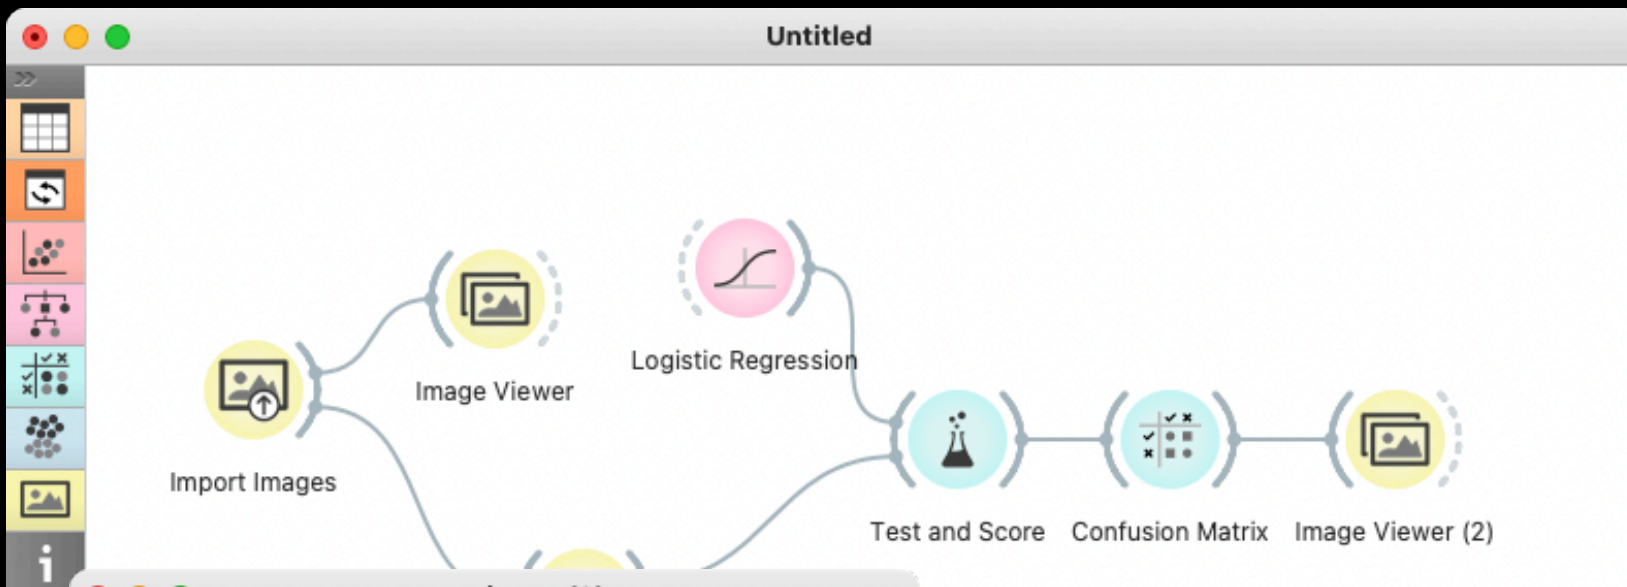 Untitled
Logistic Regression
Image Viewer
Import Images
Test and Score
Confusion Matrix
Image Viewer (2)